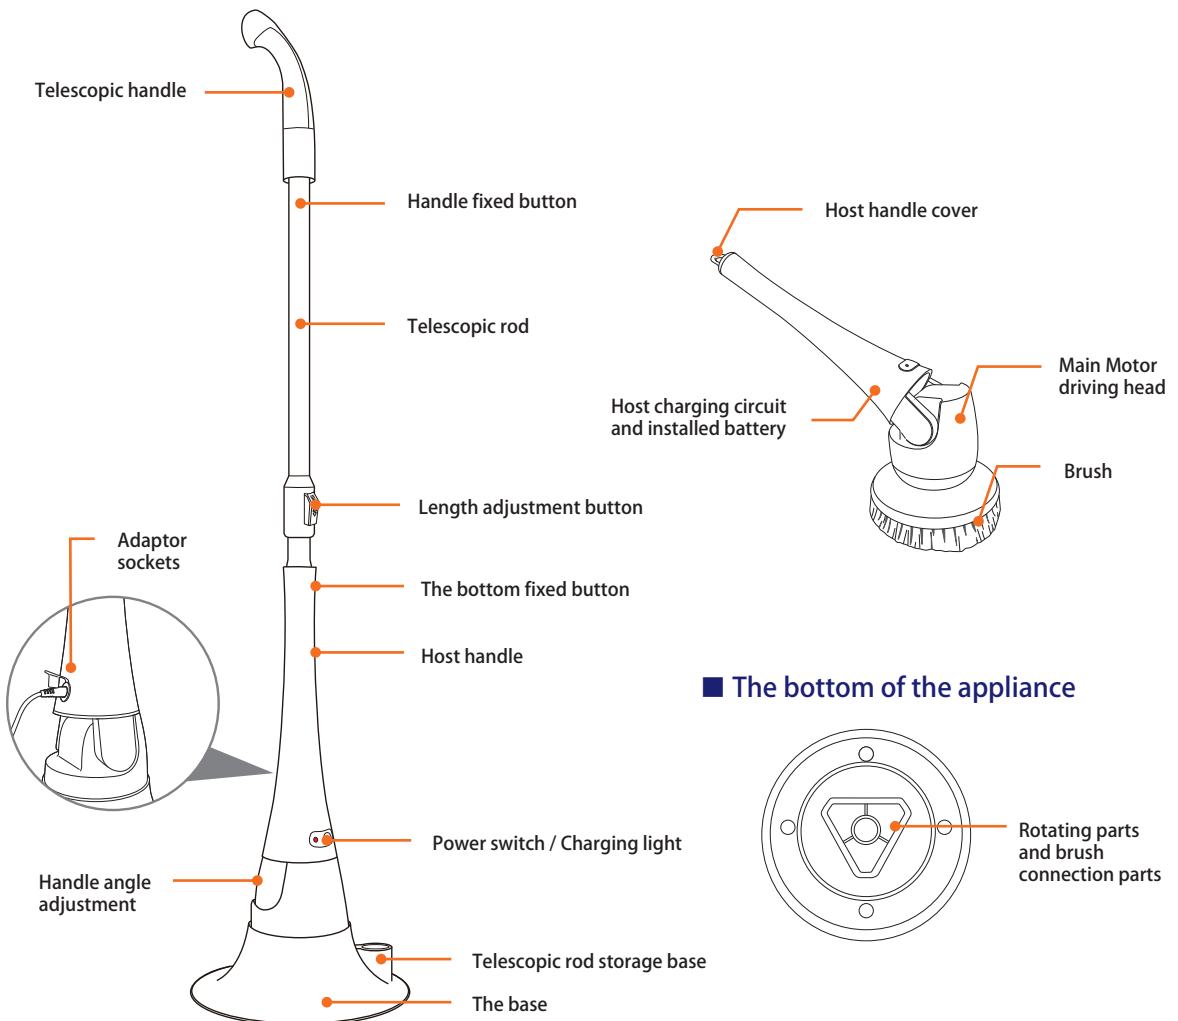 Telescopic handle
Handle fixed button
Telescopic rod
Length adjustment button
Adaptor
sockets
The bottom fixed button
Host handle
Power switch / Charging light
Handle angle
adjustment
Telescopic rod storage base
The base
Host handle cover
Main Motor
driving head
Host charging circuit
and installed battery
Brush
■ The bottom of the appliance
Rotating parts
and brush
connection parts